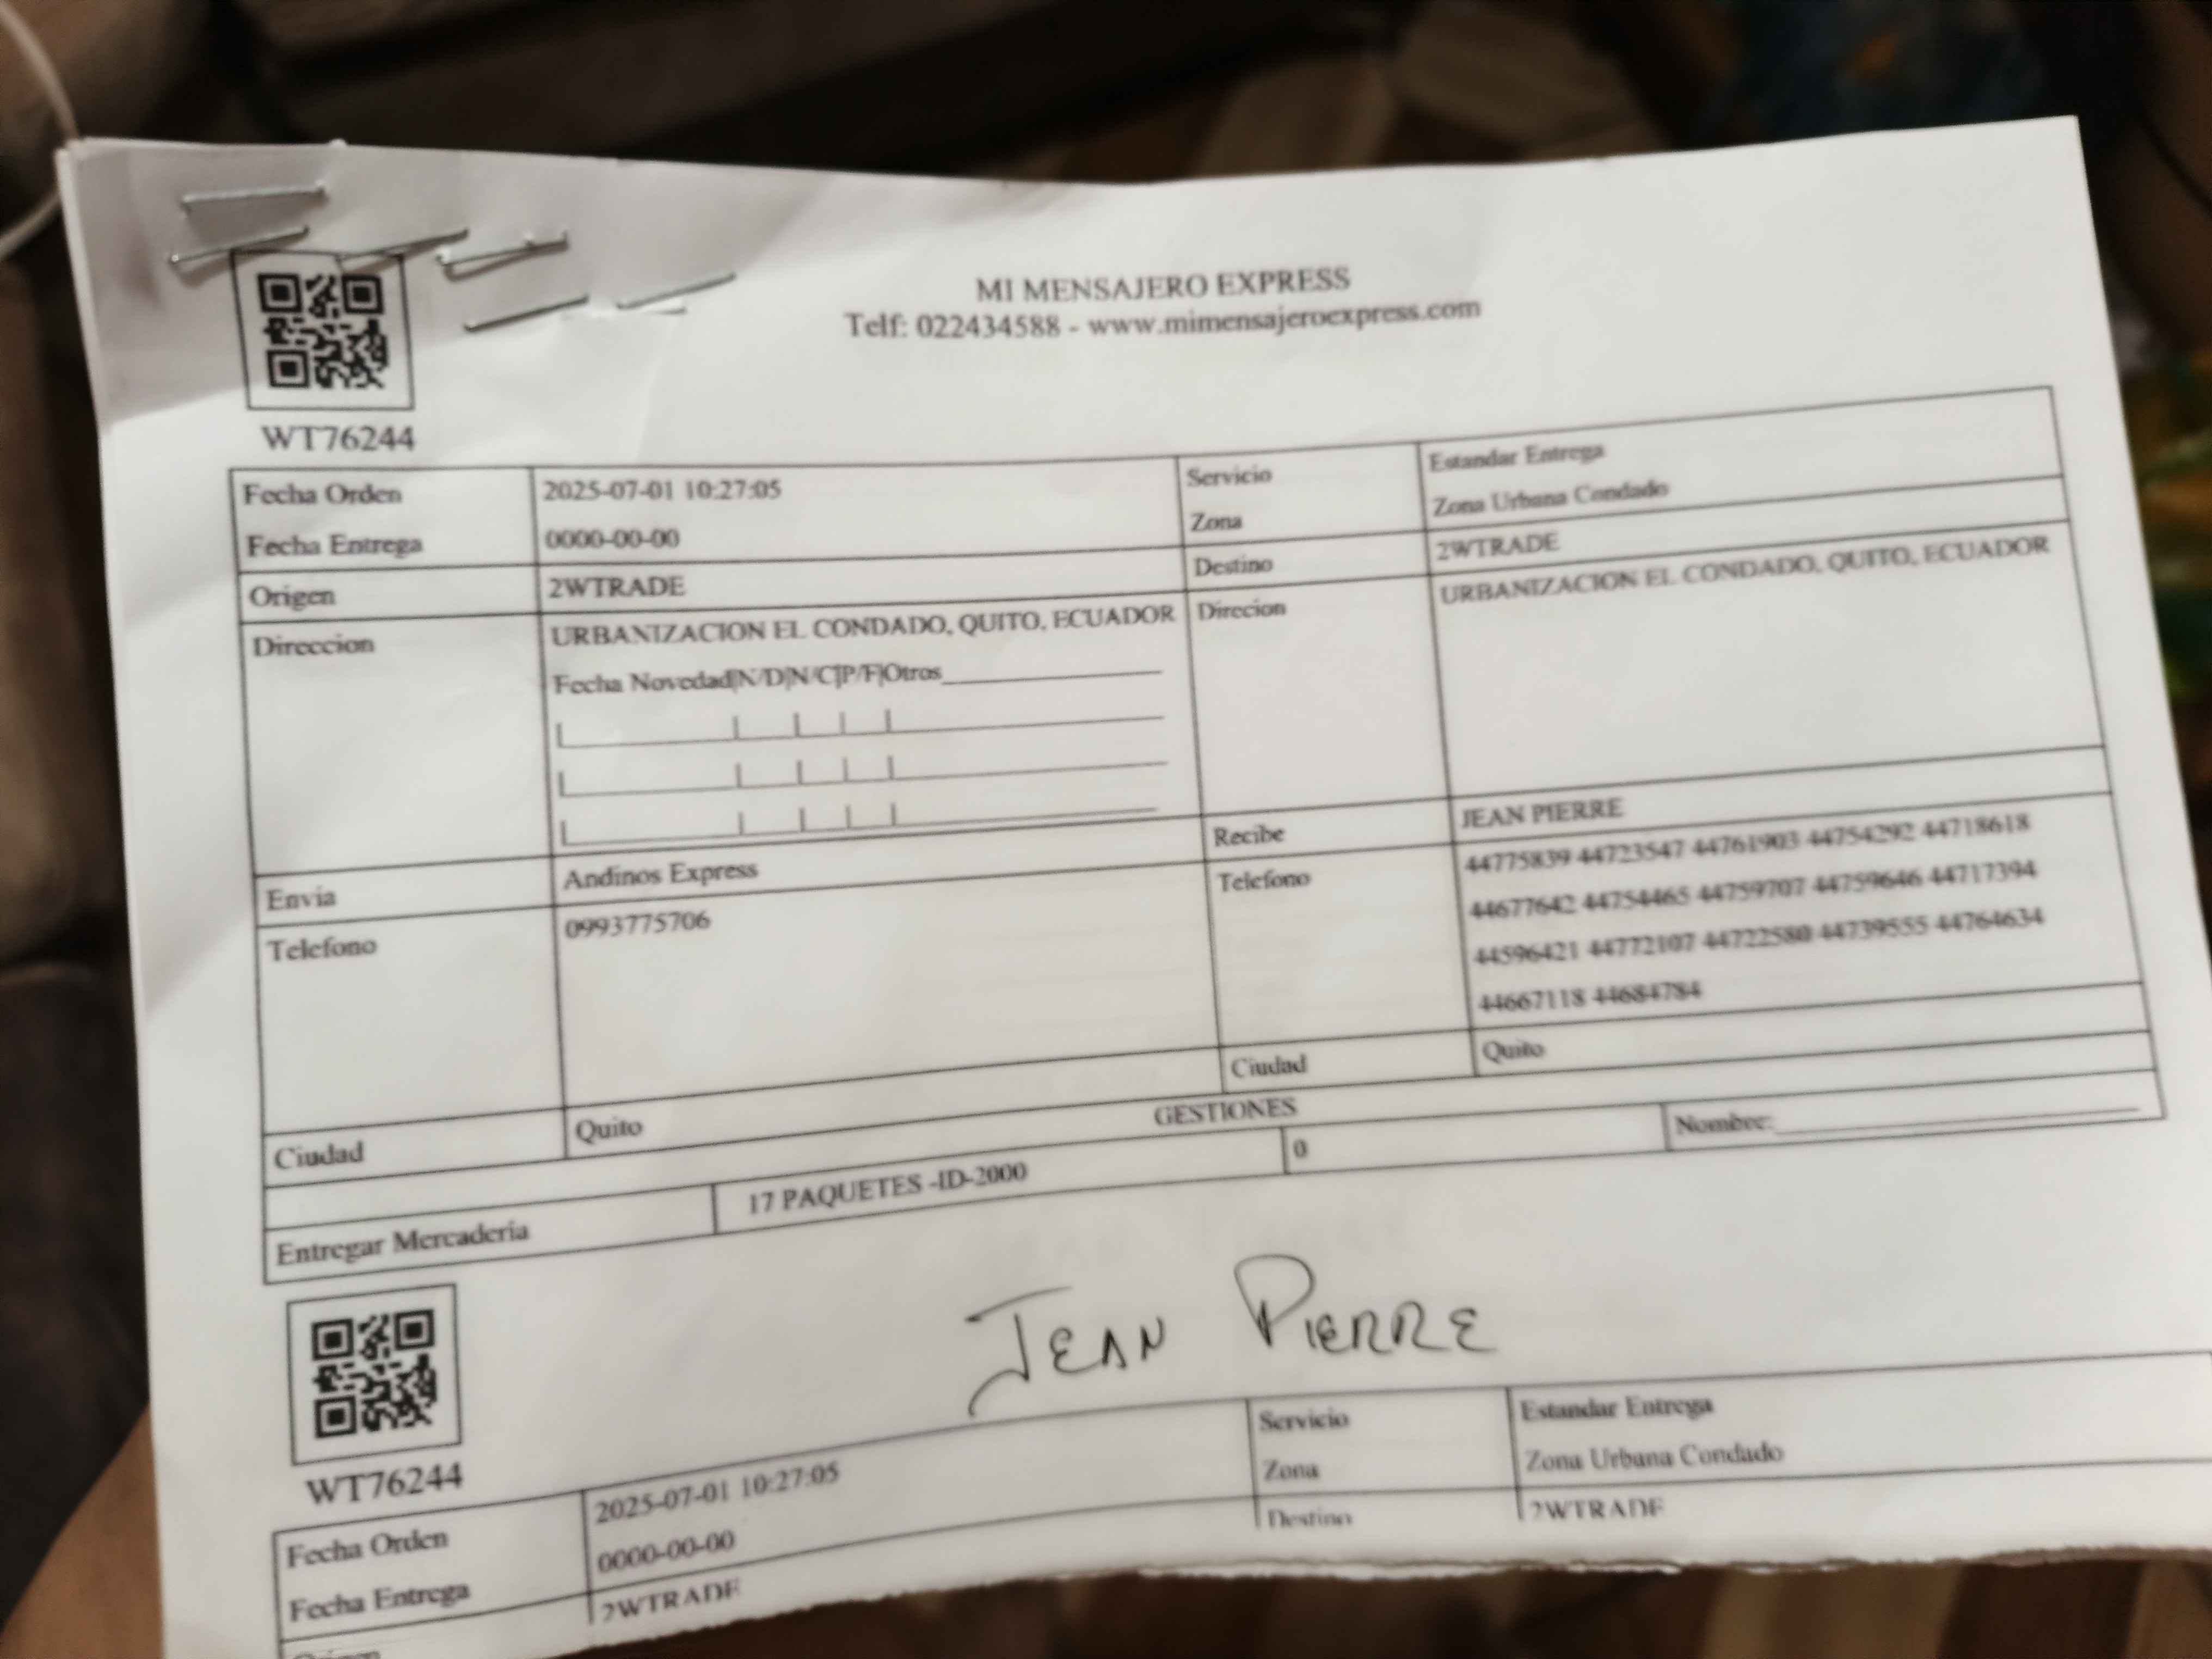 MI MENSAJERO EXPRESS
Telf: 022434588 - www.mimensajeroexpress.com
WT76244
Fecha Orden 2025-07-01 10:27:05 Servicio Estandar Entrega
Fecha Entrega 0000-00-00 Zona Zona Urbana Condado
Origen 2WTRADE Destino 2WTRADE
Direccion URBANIZACION EL CONDADO, QUITO, ECUADOR Direcion URBANIZACION EL CONDADO, QUITO, ECUADOR
Fecha Novedad|N/D|N/C|P/F|Otros
Envia Andinos Express Recibe JEAN PIERRE
Telefono 0993775706 Telefono 44775839 44723547 44761903 44754292 44718618
44677642 44754465 44759707 44759646 44717394
44596421 44772107 44722580 44739555 44764634
44667118 44684784
Ciudad Quito Ciudad Quito
GESTIONES
Entregar Mercaderia 17 PAQUETES -ID-2000 0 Nombre:
JEAN PIERRE
WT76244
Fecha Orden 2025-07-01 10:27:05 Servicio Estandar Entrega
Fecha Entrega 0000-00-00 Zona Zona Urbana Condado
Origen 2WTRADE Destino 2WTRADE